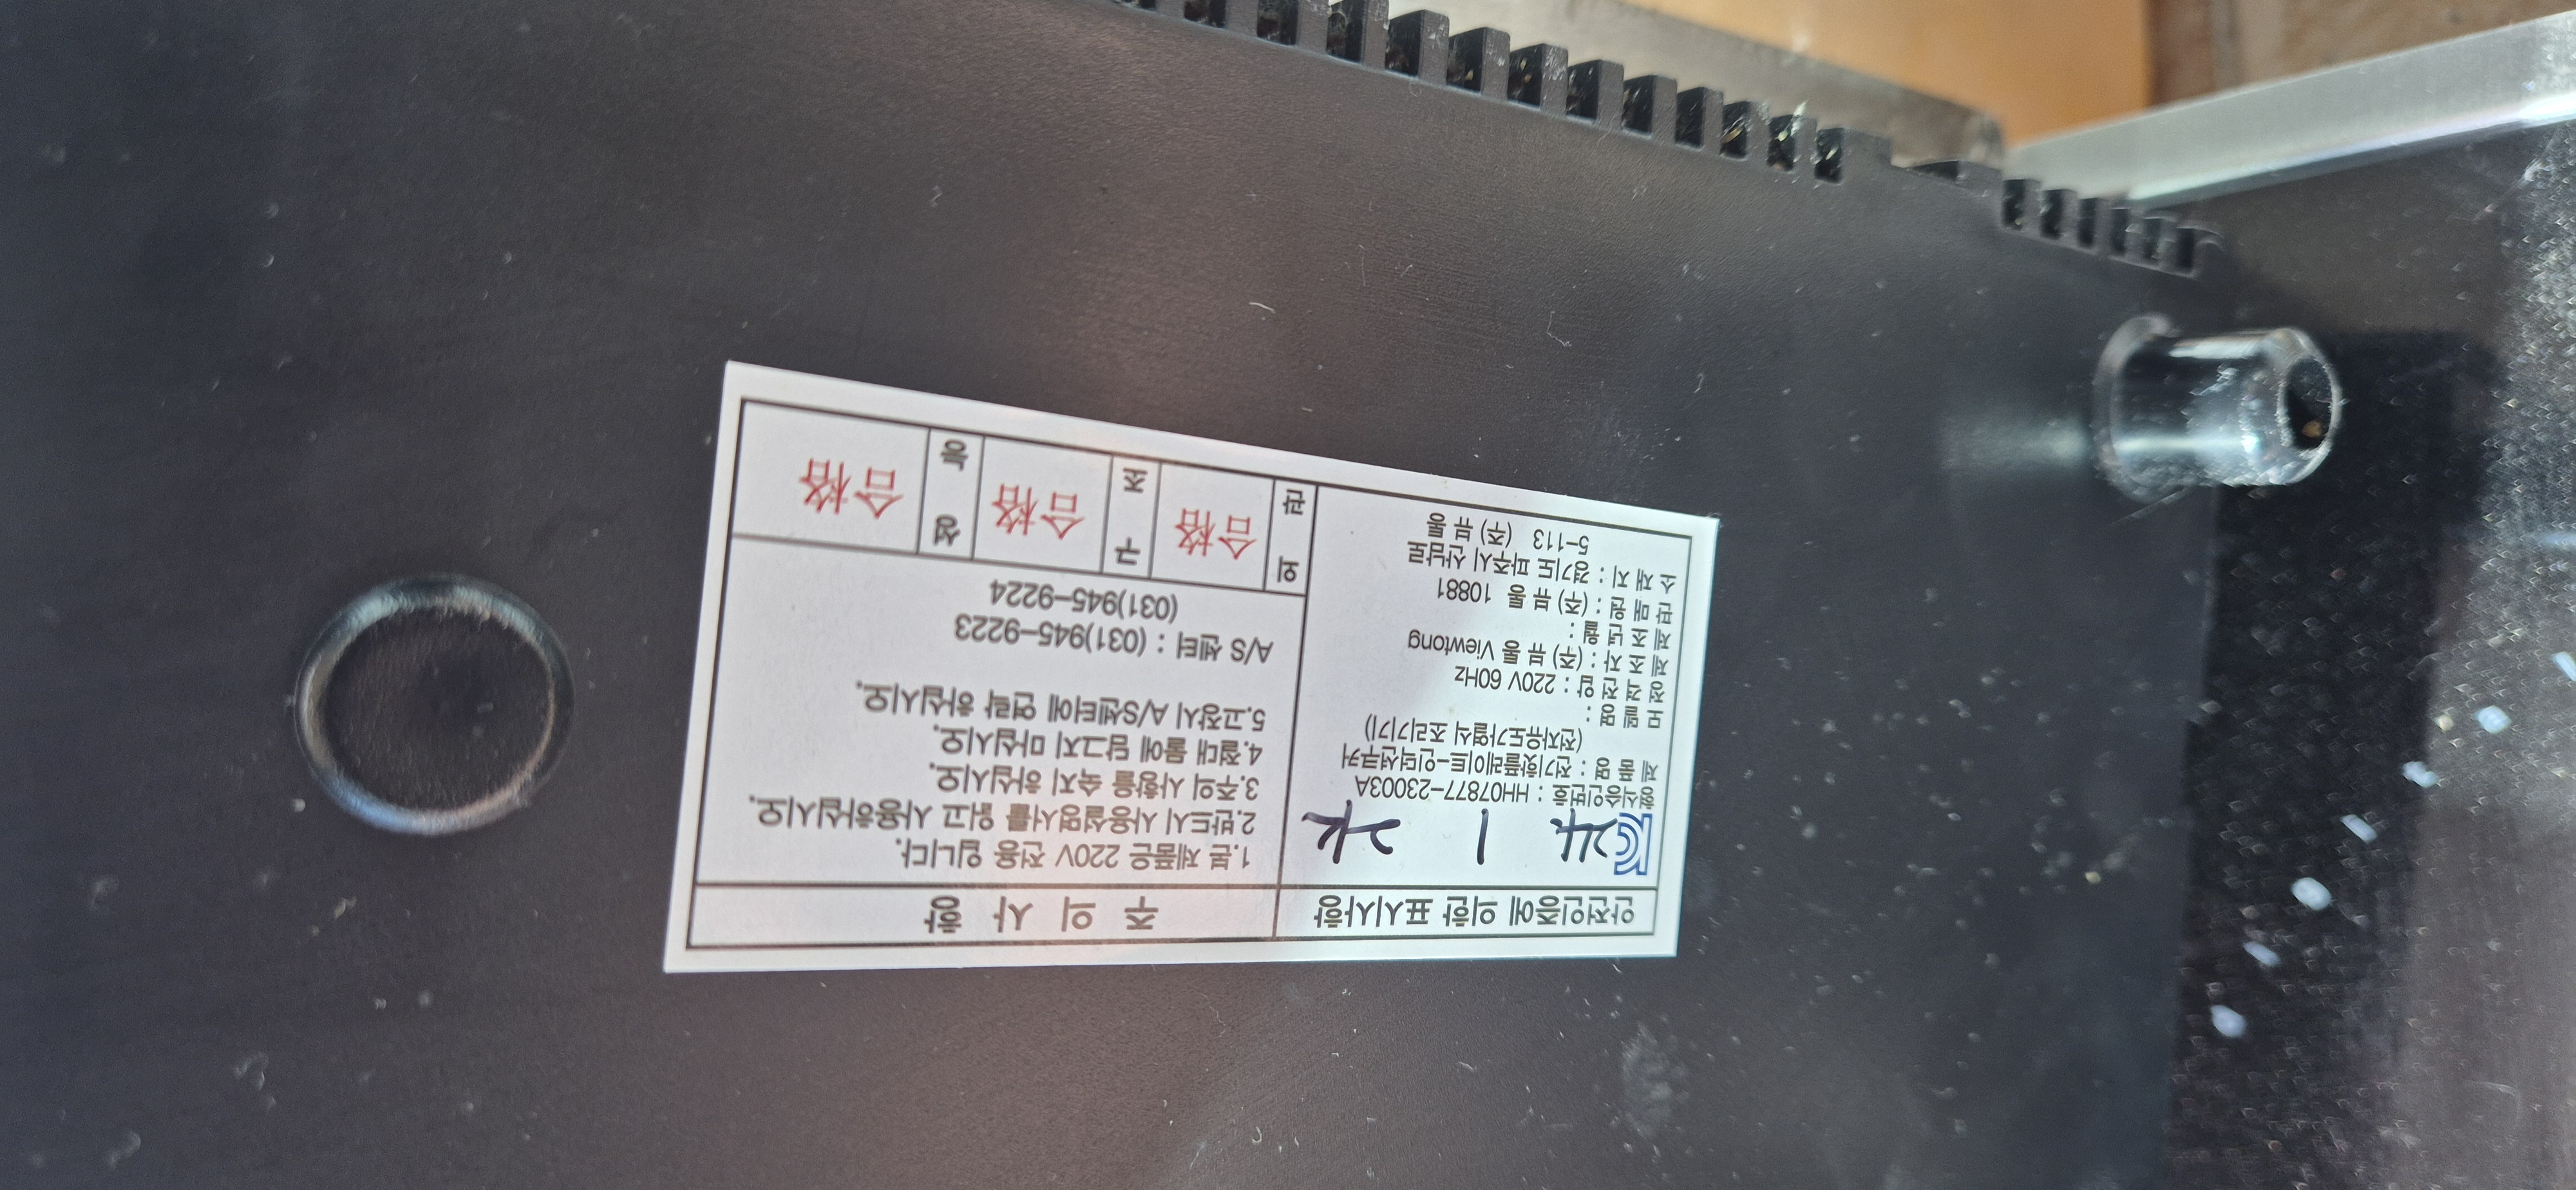 안전인증에 의한 표시사항
24 1 24
형식승인번호 : HH07877-23003A
제 품 명 : 전기핫플레이트-인덕션쿠커
(전자유도가열식 조리기기)
모 델 명 :
정 격 전 압 : 220V 60Hz
제 조 자 : (주) 뷰 통 Viewtong
제 조 년 월 :
판 매 원 : (주) 뷰 통 10881
소 재 지 : 경기도 파주시 산남로
5-113 (주) 뷰 통
주 의 사 항
1.본 제품은 220V 전용 입니다.
2.반드시 사용설명서를 읽고 사용하십시오.
3.주의 사항을 숙지 하십시오.
4.절대 물에 담그지 마십시오.
5.고장시 A/S센터에 연락 하십시오.
A/S 센터 : (031)945-9223
(031)945-9224
외 관 合格 구 조 合格 성 능 合格